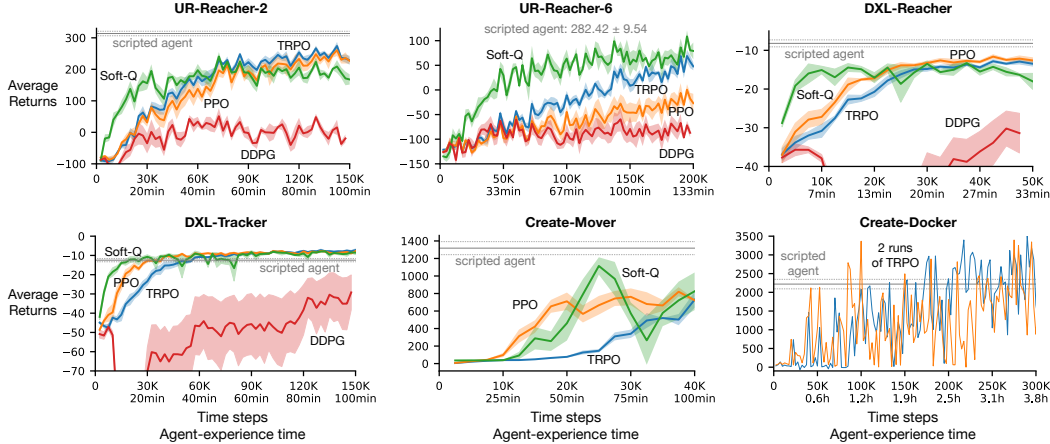 UR-Reacher-2
Average
Returns
300
200
100
0
−100
scripted agent
Soft-Q
TRPO
PPO
DDPG
0 30K 60K 90K 120K 150K
20min 40min 60min 80min 100min
UR-Reacher-6
100
50
0
−50
−100
−150
scripted agent: 282.42 ± 9.54
Soft-Q
TRPO
PPO
DDPG
0 50K 100K 150K 200K
33min 67min 100min 133min
DXL-Reacher
−10
−20
−30
−40
scripted agent
PPO
Soft-Q
TRPO
DDPG
0 10K 20K 30K 40K 50K
7min 13min 20min 27min 33min
DXL-Tracker
Average
Returns
0
−10
−20
−30
−40
−50
−60
−70
Soft-Q
scripted agent
PPO
TRPO
DDPG
0 30K 60K 90K 120K 150K
20min 40min 60min 80min 1.8h
Time steps
Agent-experience time
Create-Mover
1400
1200
1000
800
600
400
200
0
scripted agent
Soft-Q
PPO
TRPO
0 10K 20K 30K 40K
25min 50min 75min 100min
Time steps
Agent-experience time
Create-Docker
3500
3000
2500
2000
1500
1000
500
0
scripted
agent
2 runs
of TRPO
50K 100K 150K 200K 250K 300K
0.6h 1.2h 1.9h 2.5h 3.1h 3.8h
Time steps
Agent-experience time